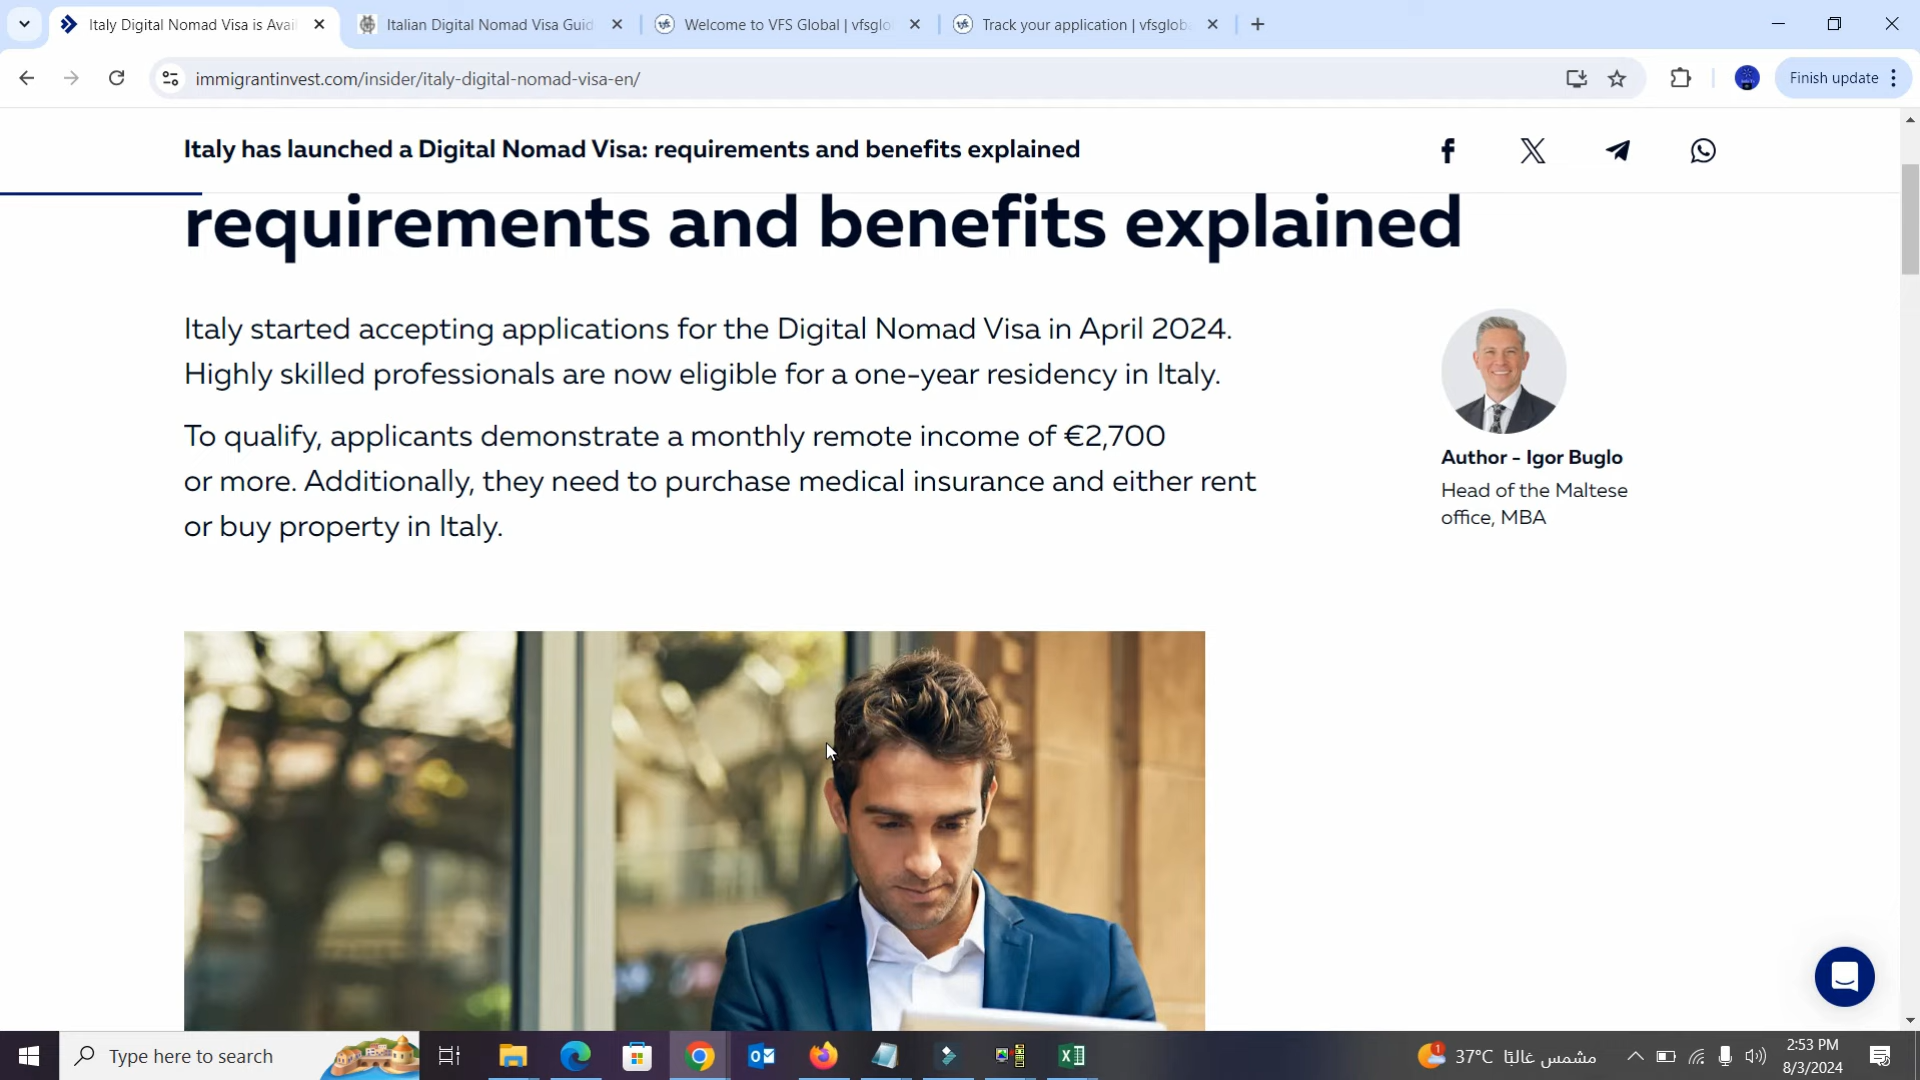 Italy Digital Nomad Visa is Avai
Italian Digital Nomad Visa Guid
Welcome to VFS Global | vfsglo
Track your application | vfsglob
immigrantinvest.com/insider/italy-digital-nomad-visa-en/
Finish update
Italy has launched a Digital Nomad Visa: requirements and benefits explained
requirements and benefits explained
Italy started accepting applications for the Digital Nomad Visa in April 2024.
Highly skilled professionals are now eligible for a one-year residency in Italy.
To qualify, applicants demonstrate a monthly remote income of €2,700
or more. Additionally, they need to purchase medical insurance and either rent
or buy property in Italy.
Author - Igor Buglo
Head of the Maltese
office, MBA
Type here to search
1
37°C مشمس غالبًا
2:53 PM
8/3/2024